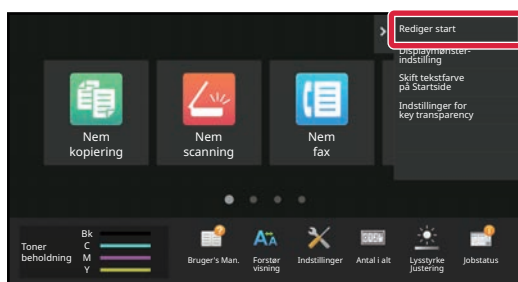 Rediger start
Displaymønster-
indstilling
Skift tekstfarve
på Startside
Indstillinger for
key transparency
Nem
kopiering
Nem
scanning
Nem
fax
Toner
beholdning
Bk
C
M
Y
Bruger's Man.
Forstør
visning
Indstillinger
Antal i alt
Lysstyrke
Justering
Jobstatus